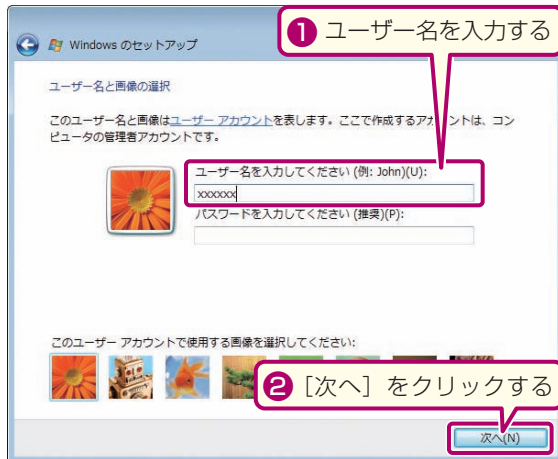 ❶ ユーザー名を入力する
Windows のセットアップ
ユーザー名と画像の選択
このユーザー名と画像はユーザー アカウントを表します。ここで作成するアカウントは、コン
ピュータの管理者アカウントです。
ユーザー名を入力してください (例: John)(U):
xxxxxx
パスワードを入力してください (推奨)(P):
このユーザー アカウントで使用する画像を選択してください:
❷ ［次へ］をクリックする
次へ(N)